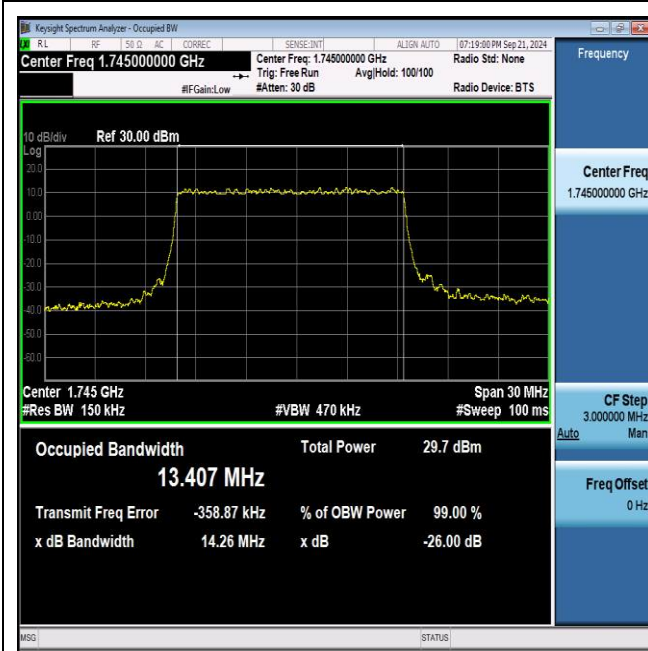 Keysight Spectrum Analyzer - Occupied BW
RL RF 50 Ω AC CORREC SENSE:INT ALIGN AUTO 07:19:00 PM Sep 21, 2024
Center Freq 1.745000000 GHz Center Freq: 1.745000000 GHz Radio Std: None
Trig: Free Run Avg|Hold: 100/100
#IFGain:Low #Atten: 30 dB Radio Device: BTS
10 dB/div Ref 30.00 dBm
Log
20.0
10.0
0.00
-10.0
-20.0
-30.0
-40.0
-50.0
-60.0
Center 1.745 GHz Span 30 MHz
#Res BW 150 kHz #VBW 470 kHz #Sweep 100 ms
Occupied Bandwidth Total Power 29.7 dBm
13.407 MHz
Transmit Freq Error -358.87 kHz % of OBW Power 99.00 %
x dB Bandwidth 14.26 MHz x dB -26.00 dB
MSG STATUS
Frequency
Center Freq
1.745000000 GHz
CF Step
3.000000 MHz
Auto Man
Freq Offset
0 Hz